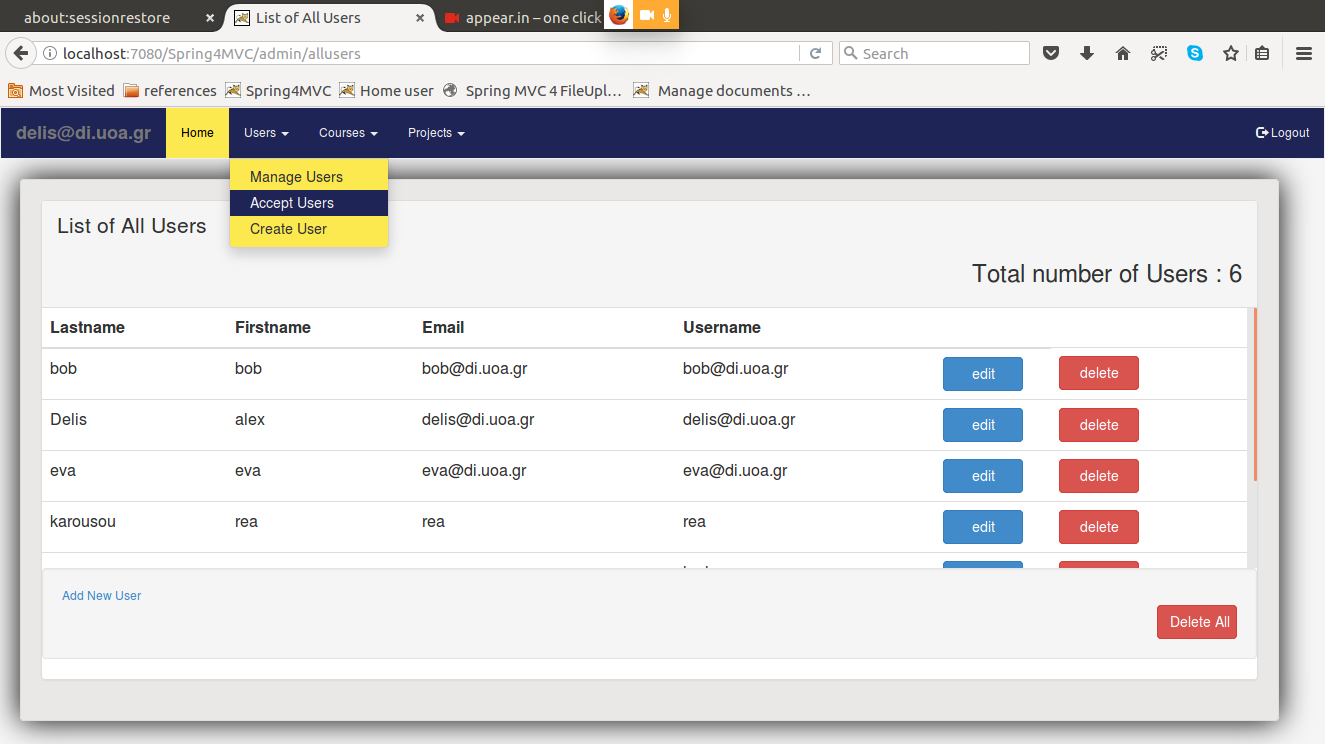 about:sessionrestore × List of All Users × appear.in – one click
localhost:7080/Spring4MVC/admin/allusers Search
Most Visited references Spring4MVC Home user Spring MVC 4 FileUpl... Manage documents ...
delis@di.uoa.gr Home Users Courses Projects Logout
Manage Users
Accept Users
Create User
List of All Users
Total number of Users : 6
Lastname Firstname Email Username
bob bob bob@di.uoa.gr bob@di.uoa.gr edit delete
Delis alex delis@di.uoa.gr delis@di.uoa.gr edit delete
eva eva eva@di.uoa.gr eva@di.uoa.gr edit delete
karousou rea rea rea edit delete
Add New User
Delete All